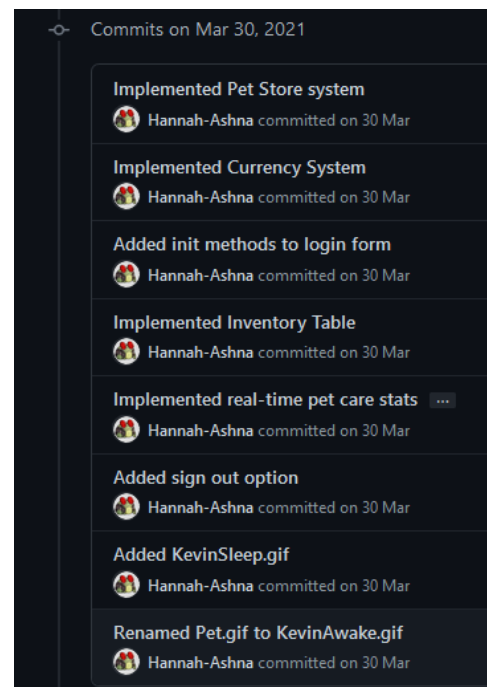 Commits on Mar 30, 2021
Implemented Pet Store system
Hannah-Ashna committed on 30 Mar
Implemented Currency System
Hannah-Ashna committed on 30 Mar
Added init methods to login form
Hannah-Ashna committed on 30 Mar
Implemented Inventory Table
Hannah-Ashna committed on 30 Mar
Implemented real-time pet care stats ...
Hannah-Ashna committed on 30 Mar
Added sign out option
Hannah-Ashna committed on 30 Mar
Added KevinSleep.gif
Hannah-Ashna committed on 30 Mar
Renamed Pet.gif to KevinAwake.gif
Hannah-Ashna committed on 30 Mar